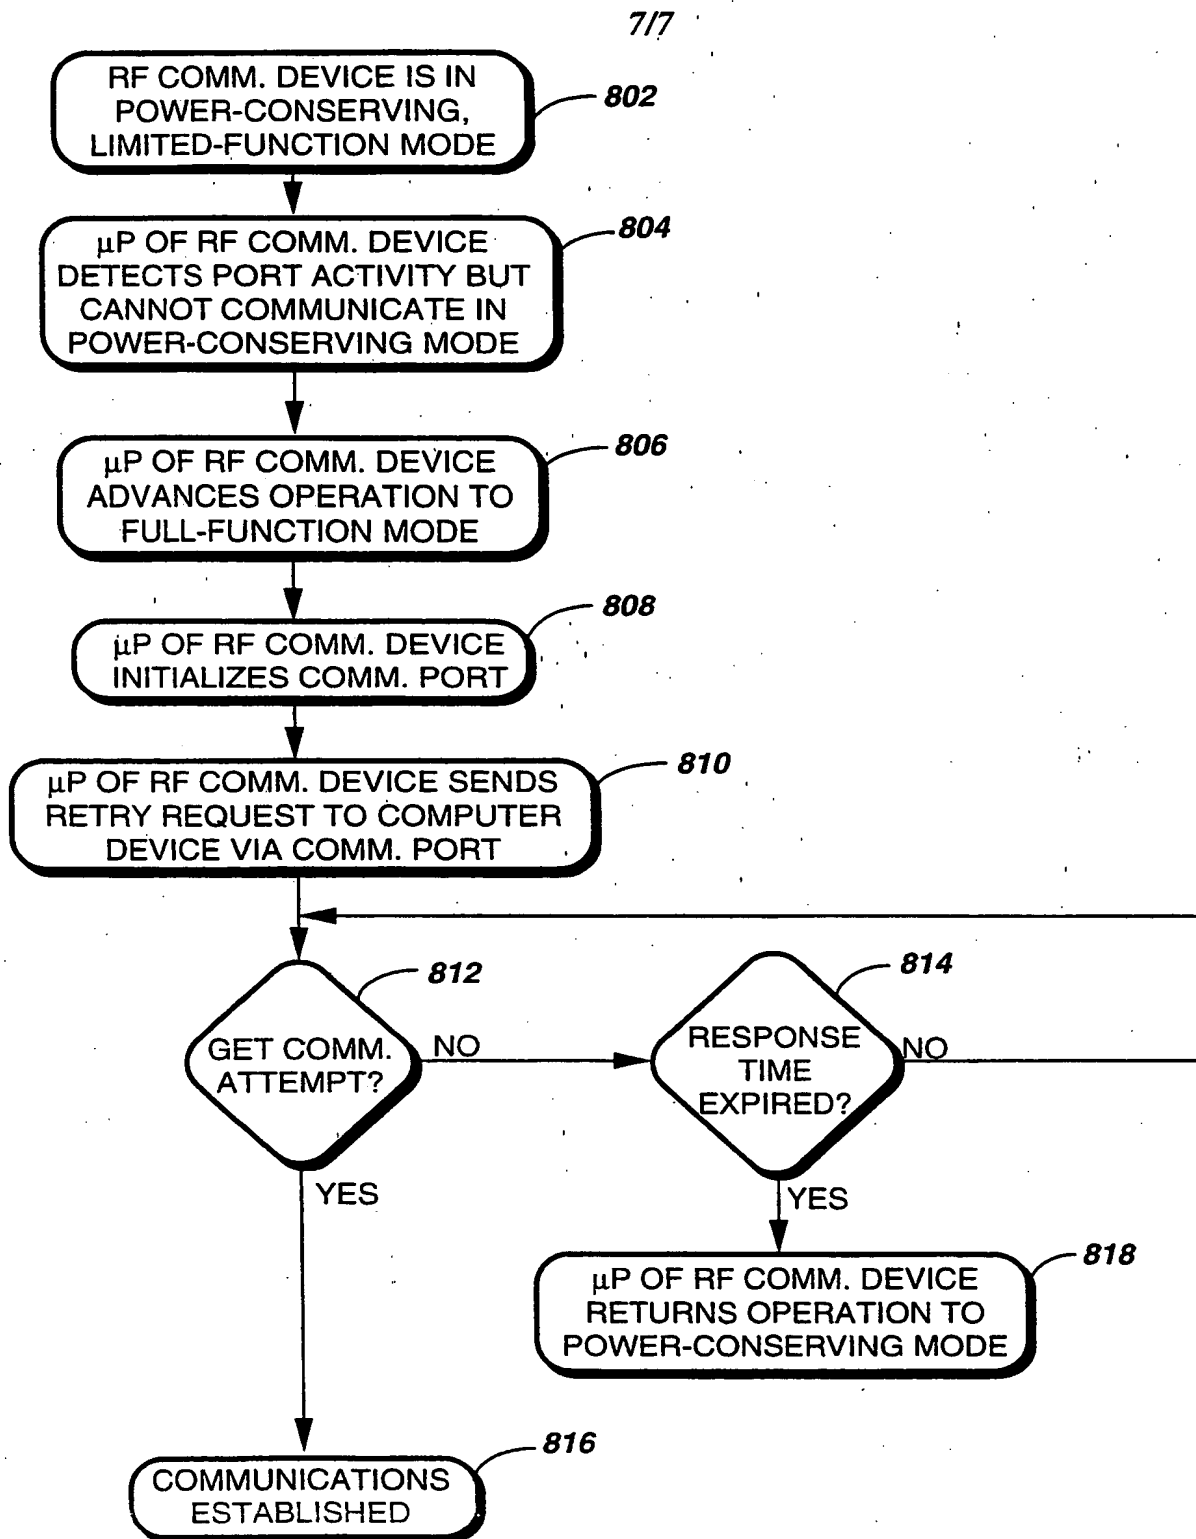 7/7
RF COMM. DEVICE IS IN
POWER-CONSERVING,
LIMITED-FUNCTION MODE
802
µP OF RF COMM. DEVICE
DETECTS PORT ACTIVITY BUT
CANNOT COMMUNICATE IN
POWER-CONSERVING MODE
804
µP OF RF COMM. DEVICE
ADVANCES OPERATION TO
FULL-FUNCTION MODE
806
µP OF RF COMM. DEVICE
INITIALIZES COMM. PORT
808
µP OF RF COMM. DEVICE SENDS
RETRY REQUEST TO COMPUTER
DEVICE VIA COMM. PORT
810
GET COMM.
ATTEMPT?
812
NO
YES
RESPONSE
TIME
EXPIRED?
814
NO
YES
µP OF RF COMM. DEVICE
RETURNS OPERATION TO
POWER-CONSERVING MODE
818
COMMUNICATIONS
ESTABLISHED
816